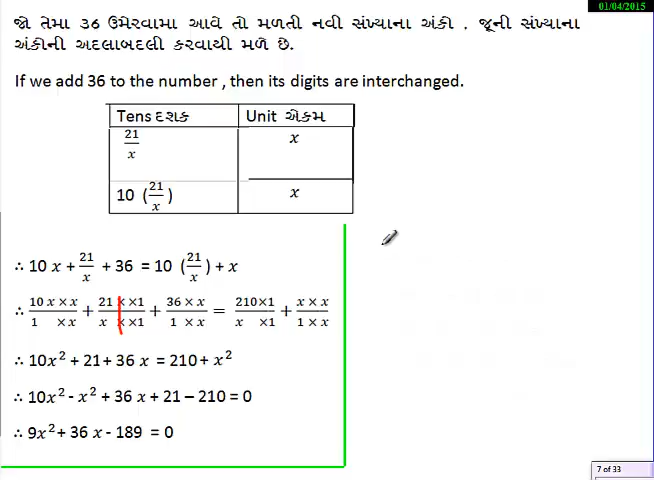 01/04/2015
જો તેમા ૩૬ ઉમેરવામા આવે તો મળતી નવી સંખ્યાના અંકો . જૂની સંખ્યાના
અંકોની અદલાબદલી કરવાથી મળે છે.
If we add 36 to the number , then its digits are interchanged.
Tens દશક Unit એકમ
21/x x
10 (21/x) x
∴ 10 x + 21/x + 36 = 10 (21/x) + x
∴ 10 x × x / 1 × x + 21 × ×1 / x × ×1 + 36 × x / 1 × x = 210×1 / x ×1 + x × x / 1 × x
∴ 10x² + 21 + 36 x = 210 + x²
∴ 10x² - x² + 36 x + 21 – 210 = 0
∴ 9x² + 36 x - 189 = 0
7 of 33